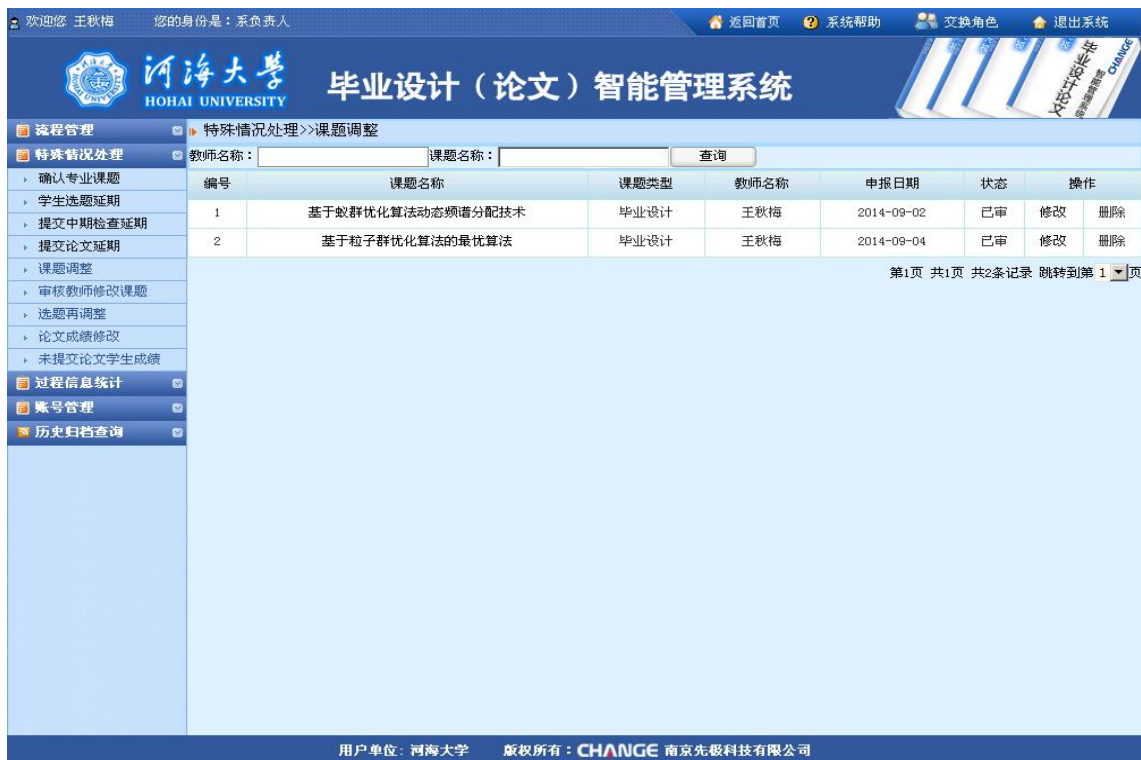 欢迎您 王秋梅 您的身份是：系负责人 返回首页 系统帮助 交换角色 退出系统
河海大学
HOHAI UNIVERSITY
毕业设计（论文）智能管理系统
毕业设计论文
智能管理系统
CHANGE
流程管理
特殊情况处理
确认专业课题
学生选题延期
提交中期检查延期
提交论文延期
课题调整
审核教师修改课题
选题再调整
论文成绩修改
未提交论文学生成绩
过程信息统计
账号管理
历史归档查询
特殊情况处理>>课题调整
教师名称： 课题名称： 查询
编号 课题名称 课题类型 教师名称 申报日期 状态 操作
1 基于蚁群优化算法动态频谱分配技术 毕业设计 王秋梅 2014-09-02 已审 修改 删除
2 基于粒子群优化算法的最优算法 毕业设计 王秋梅 2014-09-04 已审 修改 删除
第1页 共1页 共2条记录 跳转到第 1 页
用户单位：河海大学 版权所有：CHANGE 南京先极科技有限公司